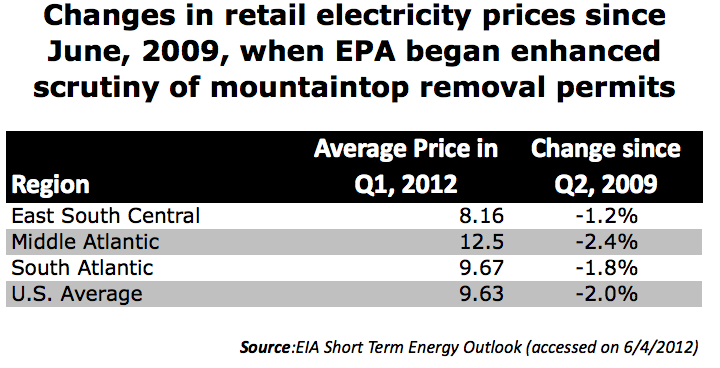 Changes in retail electricity prices since
June, 2009, when EPA began enhanced
scrutiny of mountaintop removal permits
Average Price in Change since
Region Q1, 2012 Q2, 2009
East South Central 8.16 -1.2%
Middle Atlantic 12.5 -2.4%
South Atlantic 9.67 -1.8%
U.S. Average 9.63 -2.0%
Source:EIA Short Term Energy Outlook (accessed on 6/4/2012)